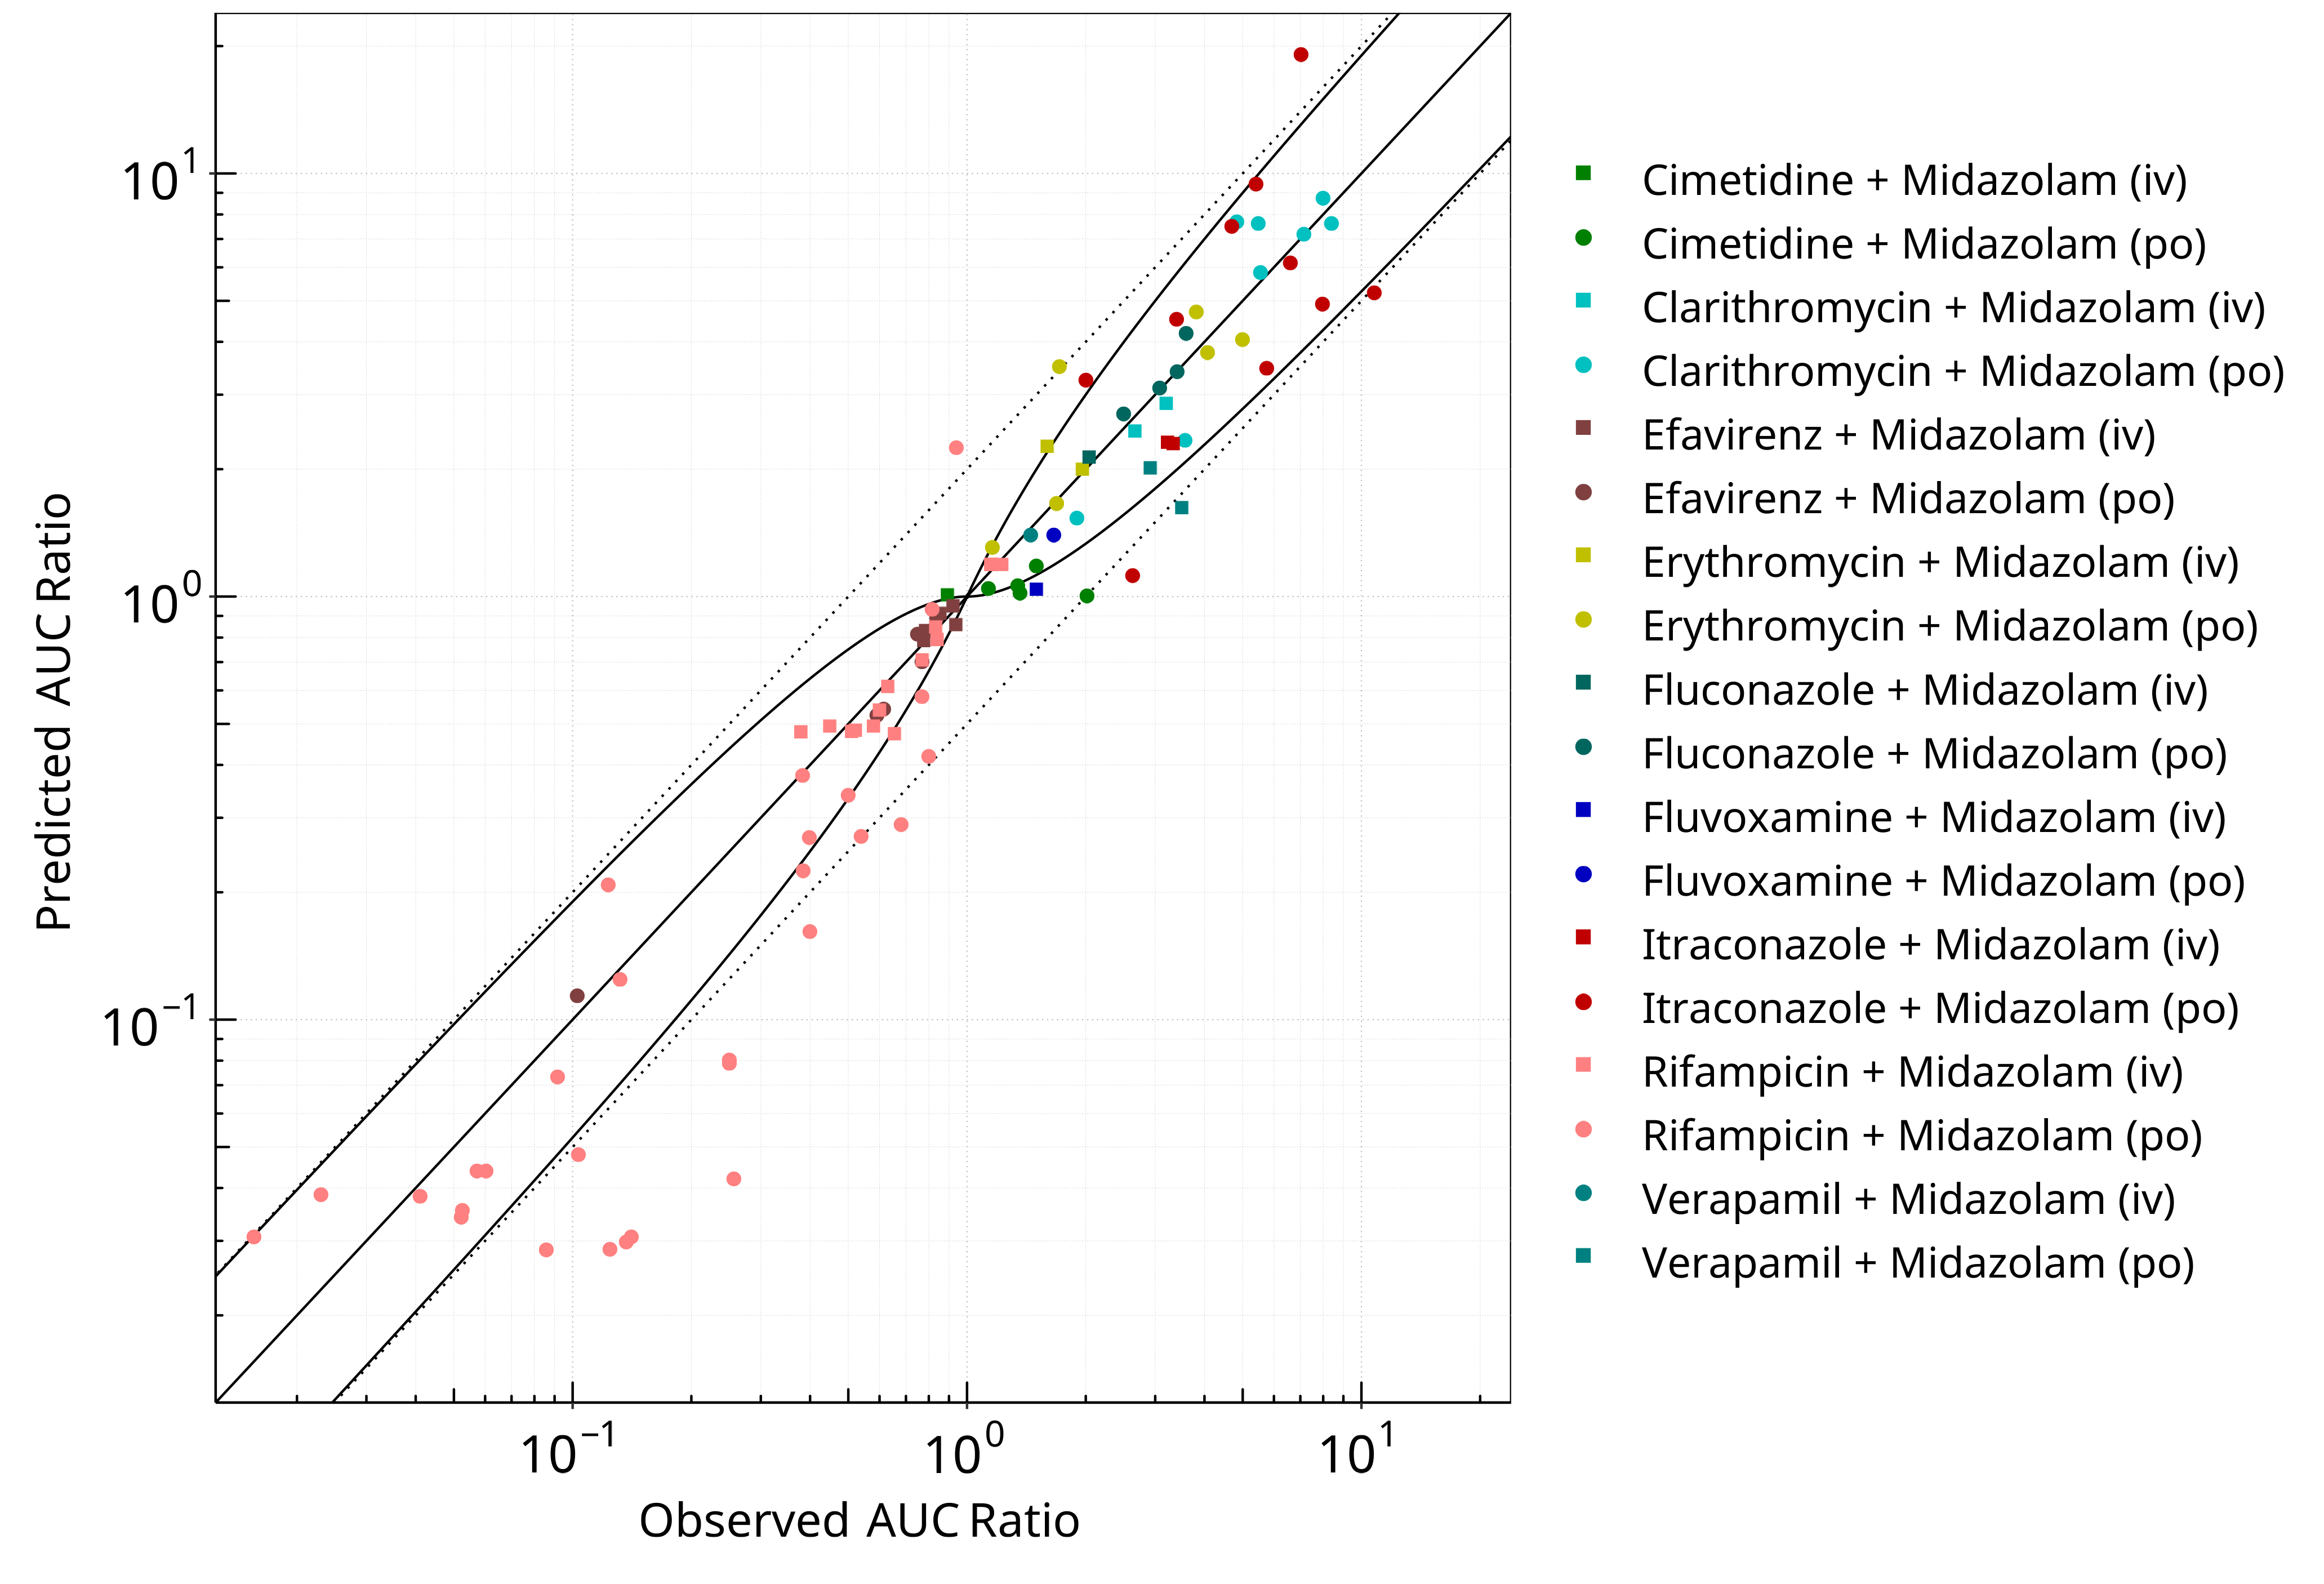 Predicted AUC Ratio
10¹
10⁰
10⁻¹
10⁻¹ 10⁰ 10¹
Observed AUC Ratio
Cimetidine + Midazolam (iv)
Cimetidine + Midazolam (po)
Clarithromycin + Midazolam (iv)
Clarithromycin + Midazolam (po)
Efavirenz + Midazolam (iv)
Efavirenz + Midazolam (po)
Erythromycin + Midazolam (iv)
Erythromycin + Midazolam (po)
Fluconazole + Midazolam (iv)
Fluconazole + Midazolam (po)
Fluvoxamine + Midazolam (iv)
Fluvoxamine + Midazolam (po)
Itraconazole + Midazolam (iv)
Itraconazole + Midazolam (po)
Rifampicin + Midazolam (iv)
Rifampicin + Midazolam (po)
Verapamil + Midazolam (iv)
Verapamil + Midazolam (po)